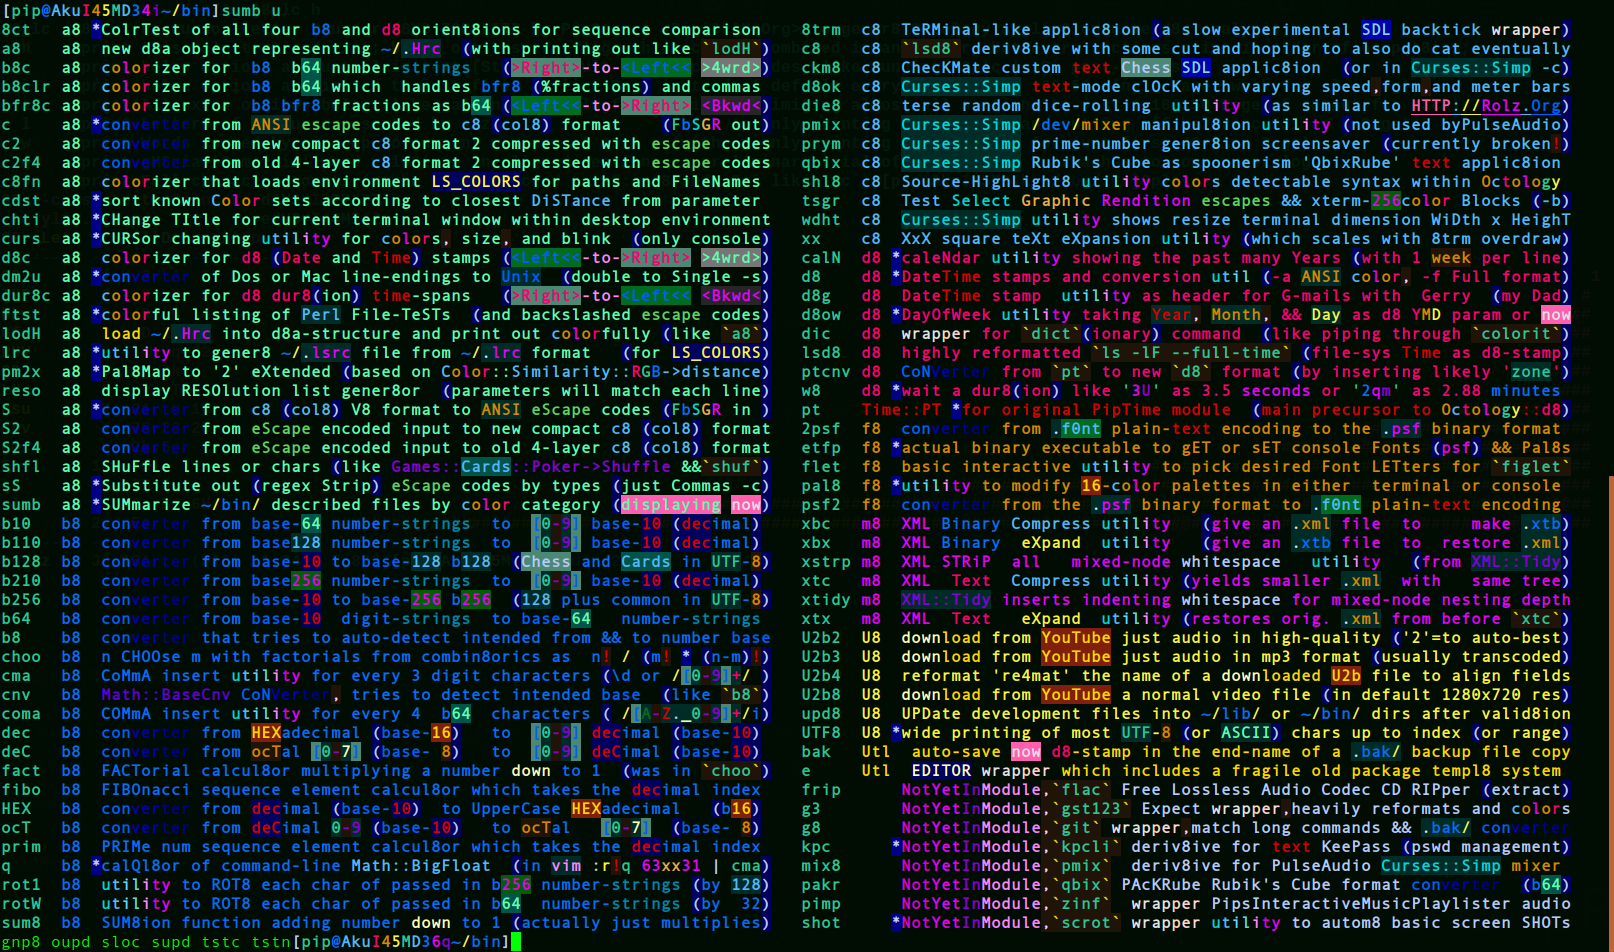 [pip@AkuI45MD34i~/bin]sumb u
8ct   a8 *ColrTest of all four b8 and d8 orient8ions for sequence comparison
a8    a8  new d8a object representing ~/.Hrc  (with printing out like `lodH`)
b8c   a8  colorizer for  b8  b64 number-strings    (>Right>-to-<Left<<  >4wrd>)
b8clr a8  colorizer for  b8  b64 which  handles  bfr8 (%fractions) and commas
bfr8c a8  colorizer for b8 bfr8 fractions as b64 (<Left<<-to->Right> <Bkwd<)
c     a8 *converter from ANSI escape codes to c8 (col8) format    (FbSGR out)
c2    a8  converter from new compact c8 format 2 compressed with escape codes
c2f4  a8  converter from old 4-layer c8 format 2 compressed with escape codes
c8fn  a8  colorizer that loads environment LS_COLORS for paths and FileNames
cdst  a8 *sort known Color sets according to closest DiSTance from parameter
chti  a8 *CHange TItle for current terminal window within desktop environment
curs  a8 *CURSor changing utility for colors, size, and blink  (only console)
d8c   a8  colorizer for d8 (Date and Time) stamps (<Left<<-to->Right> >4wrd>)
dm2u  a8 *converter of Dos or Mac line-endings to Unix  (double to Single -s)
dur8c a8  colorizer for d8 dur8(ion) time-spans   (>Right>-to-<Left<< <Bkwd<)
ftst  a8 *colorful listing of Perl File-TeSTs  (and backslashed escape codes)
lodH  a8  load ~/.Hrc into d8a-structure and print out colorfully (like `a8`)
lrc   a8 *utility to gener8 ~/.lsrc file from ~/.lrc format   (for LS_COLORS)
pm2x  a8 *Pal8Map to '2' eXtended (based on Color::Similarity::RGB->distance)
reso  a8  display RESOlution list gener8or  (parameters will match each line)
S     a8 *converter from c8 (col8) V8 format to ANSI eScape codes (FbSGR in )
S2    a8  converter from eScape encoded input to new compact c8 (col8) format
S2f4  a8  converter from eScape encoded input to old 4-layer c8 (col8) format
shfl  a8  SHuFfLe lines or chars (like Games::Cards::Poker->Shuffle &&`shuf`)
sS    a8 *Substitute out (regex Strip) eScape codes by types (just Commas -c)
sumb  a8 *SUMmarize ~/bin/ described files by color category (displaying now)
b10   b8  converter from base-64 number-strings  to  [0-9] base-10 (decimal)
b110  b8  converter from base128 number-strings  to  [0-9] base-10 (decimal)
b128  b8  converter from base-10 to base-128 b128 (Chess and Cards in UTF-8)
b210  b8  converter from base256 number-strings  to  [0-9] base-10 (decimal)
b256  b8  converter from base-10 to base-256 b256  (128 plus common in UTF-8)
b64   b8  converter from base-10  digit-strings to base-64   number-strings
b8    b8  converter that tries to auto-detect intended from && to number base
choo  b8  n CHOOse m with factorials from combin8orics as  n! / (m! * (n-m)!)
cma   b8  CoMmA insert utility for every 3 digit characters (\d or /[0-9]+/ )
cnv   b8  Math::BaseCnv CoNVerter, tries to detect intended base  (like `b8`)
coma  b8  COMmA insert utility for every 4  b64  characters ( /[A-Z._0-9]+/i)
dec   b8  converter from HEXadecimal (base-16)  to  [0-9] decimal (base-10)
deC   b8  converter from ocTal [0-7] (base- 8)  to  [0-9] deCimal (base-10)
fact  b8  FACTorial calcul8or multiplying a number down to 1  (was in `choo`)
fibo  b8  FIBOnacci sequence element calcul8or which takes the decimal index
HEX   b8  converter from decimal (base-10)  to UpperCase HEXadecimal  (b16)
ocT   b8  converter from deCimal 0-9 (base-10)   to ocTal   [0-7]  (base- 8)
prim  b8  PRIMe num sequence element calcul8or which takes the decimal index
q     b8 *calQl8or of command-line Math::BigFloat  (in vim :r!q 63xx31 | cma)
rot1  b8  utility to ROT8 each char of passed in b256 number-strings (by 128)
rotW  b8  utility to ROT8 each char of passed in b64  number-strings (by  32)
sum8  b8  SUM8ion function adding number down to 1 (actually just multiplies)
8trm  c8  TeRMinal-like applic8ion (a slow experimental SDL backtick wrapper)
c8    c8  `lsd8` deriv8ive with some cut and hoping to also do cat eventually
ckm8  c8  ChecKMate custom text Chess SDL applic8ion  (or in Curses::Simp -c)
d8ok  c8  Curses::Simp text-mode clOcK with varying speed,form,and meter bars
die8  c8  terse random dice-rolling utility  (as similar to HTTP://Rolz.Org)
pmix  c8  Curses::Simp /dev/mixer manipul8ion utility (not used byPulseAudio)
prym  c8  Curses::Simp prime-number gener8ion screensaver (currently broken!)
qbix  c8  Curses::Simp Rubik's Cube as spoonerism 'QbixRube' text applic8ion
shl8  c8  Source-HighLight8 utility colors detectable syntax within Octology
tsgr  c8  Test Select Graphic Rendition escapes && xterm-256color Blocks (-b)
wdht  c8  Curses::Simp utility shows resize terminal dimension WiDth x HeighT
xx    c8  XxX square teXt eXpansion utility (which scales with 8trm overdraw)
calN  d8 *caleNdar utility showing the past many Years (with 1 week per line)
d8    d8 *DateTime stamps and conversion util (-a ANSI color, -f Full format)
d8g   d8  DateTime stamp  utility as header for G-mails with  Gerry  (my Dad)
d8ow  d8 *DayOfWeek utility taking Year, Month, && Day as d8 YMD param or now
dic   d8  wrapper for `dict`(ionary) command  (like piping through `colorit`)
lsd8  d8  highly reformatted `ls -lF --full-time` (file-sys Time as d8-stamp)
ptcnv d8  CoNVerter from `pt` to new `d8` format (by inserting likely 'zone')
w8    d8 *wait a dur8(ion) like '3U' as 3.5 seconds or '2qm' as 2.88 minutes
pt    Time::PT *for original PipTime module  (main precursor to Octology::d8)
2psf  f8  converter from .f0nt plain-text encoding to the .psf binary format
etfp  f8 *actual binary executable to gET or sET console Fonts (psf) && Pal8s
flet  f8  basic interactive utility to pick desired Font LETters for `figlet`
pal8  f8 *utility to modify 16-color palettes in either  terminal or console
psf2  f8  converter from the .psf binary format to .f0nt plain-text encoding
xbc   m8  XML Binary  Compress utility   (give an .xml file  to     make .xtb)
xbx   m8  XML Binary   eXpand  utility   (give an .xtb file  to  restore .xml)
xstrp m8  XML STRiP  all   mixed-node whitespace   utility  (from XML::Tidy)
xtc   m8  XML  Text   Compress utility (yields smaller .xml  with   same tree)
xtidy m8  XML::Tidy inserts indenting whitespace for mixed-node nesting depth
xtx   m8  XML  Text    eXpand  utility (restores orig. .xml from before `xtc`)
U2b2  U8  download from YouTube just audio in high-quality ('2'=to auto-best)
U2b3  U8  download from YouTube just audio in mp3 format (usually transcoded)
U2b4  U8  reformat 're4mat' the name of a downloaded U2b file to align fields
U2b8  U8  download from YouTube a normal video file (in default 1280x720 res)
upd8  U8  UPDate development files into ~/lib/ or ~/bin/ dirs after valid8ion
UTF8  U8 *wide printing of most UTF-8 (or ASCII) chars up to index (or range)
bak   Utl  auto-save now d8-stamp in the end-name of a .bak/ backup file copy
e     Utl  EDITOR wrapper which includes a fragile old package templ8 system
frip      NotYetInModule,`flac` Free Lossless Audio Codec CD RIPper (extract)
g3        NotYetInModule,`gst123` Expect wrapper,heavily reformats and colors
g8        NotYetInModule,`git` wrapper,match long commands && .bak/ converter
kpc      *NotYetInModule,`kpcli` deriv8ive for text KeePass (pswd management)
mix8      NotYetInModule,`pmix`  deriv8ive for PulseAudio Curses::Simp mixer
pakr      NotYetInModule,`qbix`  PAcKRube Rubik's Cube format converter  (b64)
pimp      NotYetInModule,`zinf`  wrapper PipsInteractiveMusicPlaylister audio
shot     *NotYetInModule,`scrot` wrapper utility to autom8 basic screen SHOTs
gnp8 oupd sloc supd tstc tstn[pip@AkuI45MD36q~/bin]